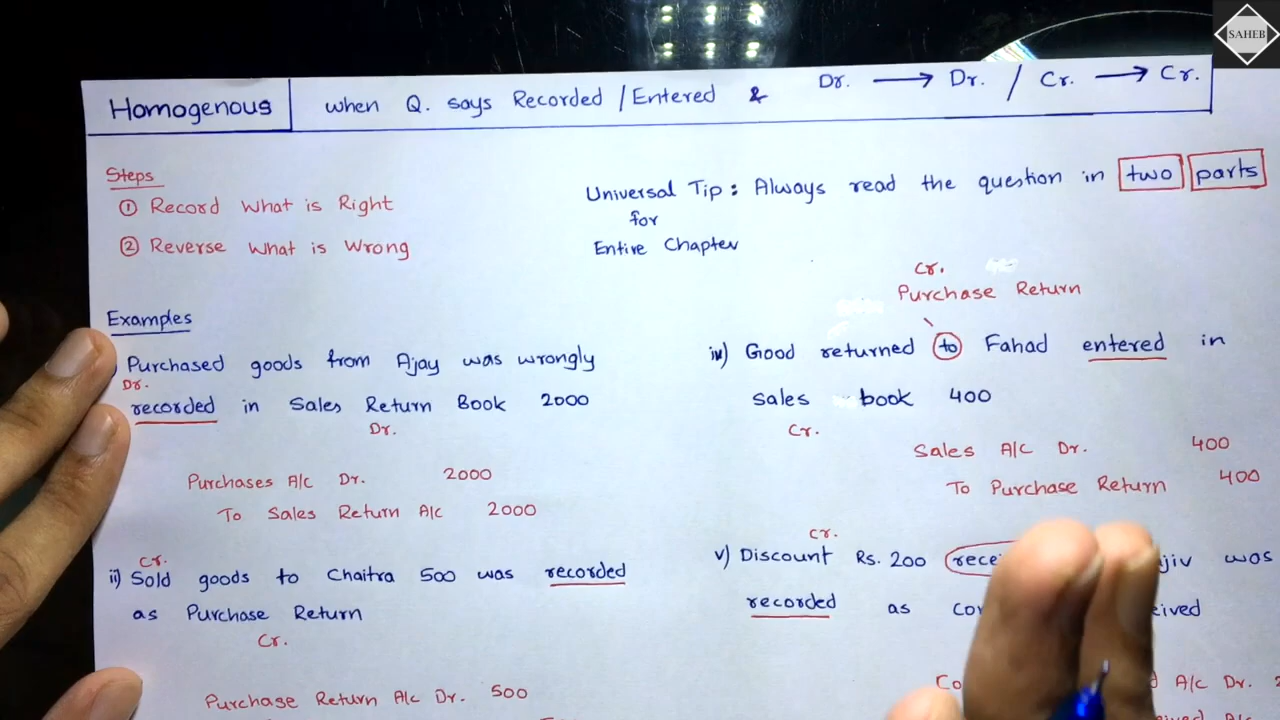 SAHEB
Homogenous when Q. says Recorded / Entered & Dr. → Dr. / Cr. → Cr.
Steps
① Record what is Right
② Reverse what is Wrong
Universal Tip : Always read the question in two parts
for
Entire Chapter
Examples
Purchased goods from Ajay was wrongly
Dr.
recorded in Sales Return Book 2000
Dr.
Purchases A/c Dr. 2000
To Sales Return A/c 2000
Cr.
ii) Sold goods to Chaitra 500 was recorded
as Purchase Return
Cr.
Purchase Return A/c Dr. 500
Cr.
Purchase Return
iv) Good returned to Fahad entered in
sales book 400
Cr.
Sales A/c Dr. 400
To Purchase Return 400
Cr.
v) Discount Rs. 200 was
recorded as
A/c Dr.